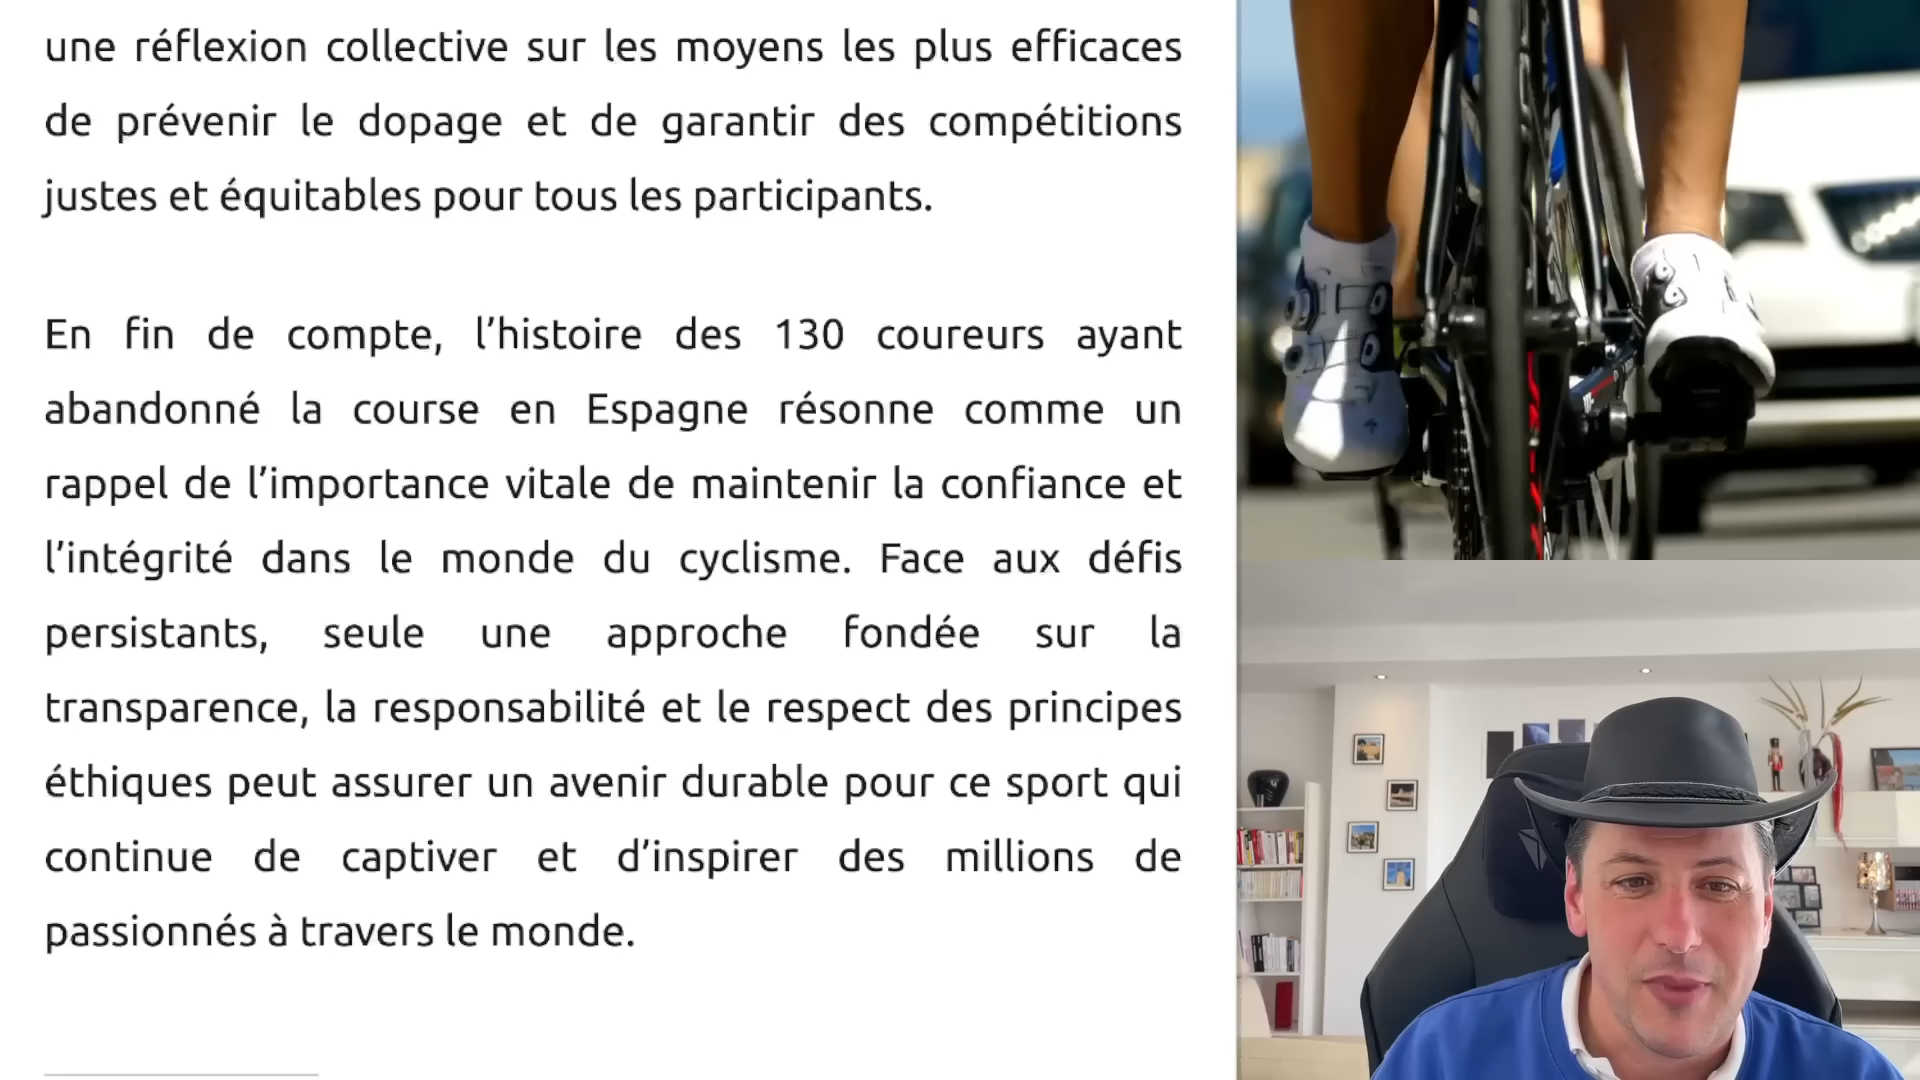 une réflexion collective sur les moyens les plus efficaces
de prévenir le dopage et de garantir des compétitions
justes et équitables pour tous les participants.
En fin de compte, l’histoire des 130 coureurs ayant
abandonné la course en Espagne résonne comme un
rappel de l’importance vitale de maintenir la confiance et
l’intégrité dans le monde du cyclisme. Face aux défis
persistants, seule une approche fondée sur la
transparence, la responsabilité et le respect des principes
éthiques peut assurer un avenir durable pour ce sport qui
continue de captiver et d’inspirer des millions de
passionnés à travers le monde.